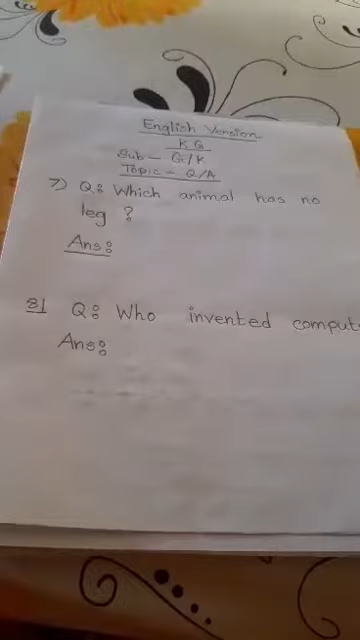 English Version
KG
Sub - G/K
Topic - Q/A
7) Q: Which animal has no
leg ?
Ans:
8) Q: Who invented comput
Ans: